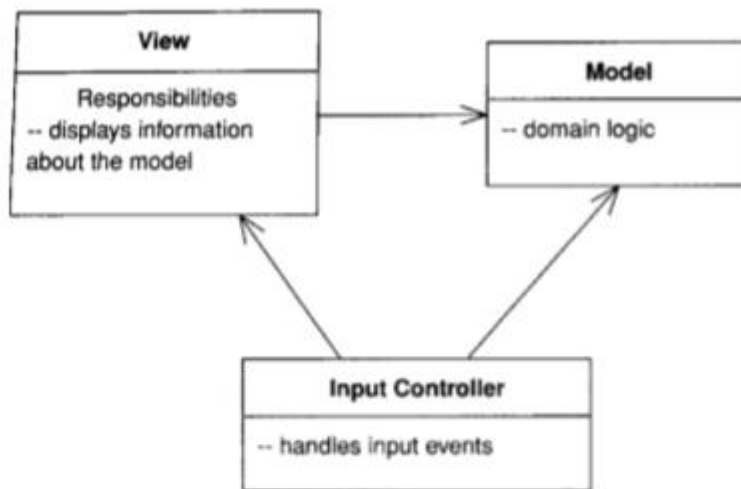 View
Responsibilities
-- displays information
about the model
Model
-- domain logic
Input Controller
-- handles input events